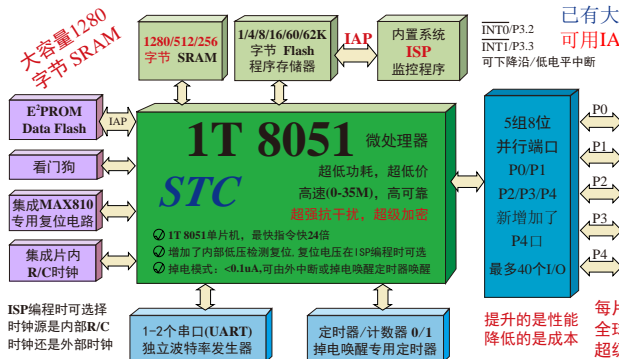 大容量1280
字节 SRAM
1280/512/256
字节 SRAM
1/4/8/16/60/62K
字节 Flash
程序存储器
IAP
内置系统
ISP
监控程序
INT0/P3.2
INT1/P3.3
可下降沿/低电平中断
已有大
可用IA
E²PROM
Data Flash
IAP
看门狗
集成MAX810
专用复位电路
集成片内
R/C时钟
1T 8051 微处理器
STC
超低功耗，超低价
高速(0-35M)，高可靠
超强抗干扰，超级加密
1T 8051单片机，最快指令快24倍
增加了内部低压检测复位,复位电压在ISP编程时可选
掉电模式：<0.1uA,可由外中断或掉电唤醒定时器唤醒
5组8位
并行端口
P0/P1
P2/P3/P4
新增加了
P4口
最多40个I/O
P0
P1
P2
P3
P4
ISP编程时可选择
时钟源是内部R/C
时钟还是外部时钟
1-2个串口(UART)
独立波特率发生器
定时器/计数器 0/1
掉电唤醒专用定时器
提升的是性能
降低的是成本
每片
全球
超级